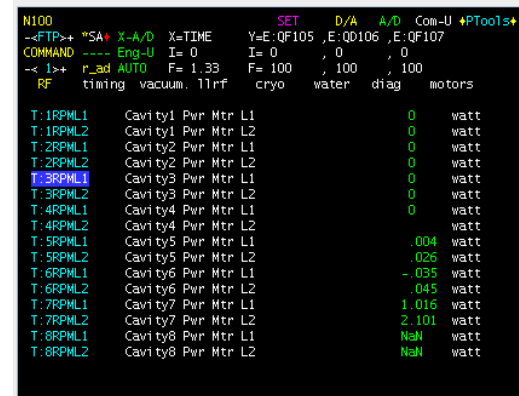 N100 SET D/A A/D Com-U ♦PTools♦
-<FTP>+ *SA♦ X-A/D X=TIME Y=E:QF105 ,E:QD106 ,E:QF107
COMMAND ---- Eng-U I= 0 I= 0 , 0 , 0
-< 1>+ r_ad AUTO F= 1.33 F= 100 , 100 , 100
RF timing vacuum. llrf cryo water diag motors
T:1RPML1 Cavity1 Pwr Mtr L1 0 watt
T:1RPML2 Cavity1 Pwr Mtr L2 0 watt
T:2RPML1 Cavity2 Pwr Mtr L1 0 watt
T:2RPML2 Cavity2 Pwr Mtr L2 0 watt
T:3RPML1 Cavity3 Pwr Mtr L1 0 watt
T:3RPML2 Cavity3 Pwr Mtr L2 0 watt
T:4RPML1 Cavity4 Pwr Mtr L1 0 watt
T:4RPML2 Cavity4 Pwr Mtr L2 watt
T:5RPML1 Cavity5 Pwr Mtr L1 .004 watt
T:5RPML2 Cavity5 Pwr Mtr L2 .026 watt
T:6RPML1 Cavity6 Pwr Mtr L1 -.035 watt
T:6RPML2 Cavity6 Pwr Mtr L2 .045 watt
T:7RPML1 Cavity7 Pwr Mtr L1 1.016 watt
T:7RPML2 Cavity7 Pwr Mtr L2 2.101 watt
T:8RPML1 Cavity8 Pwr Mtr L1 NaN watt
T:8RPML2 Cavity8 Pwr Mtr L2 NaN watt